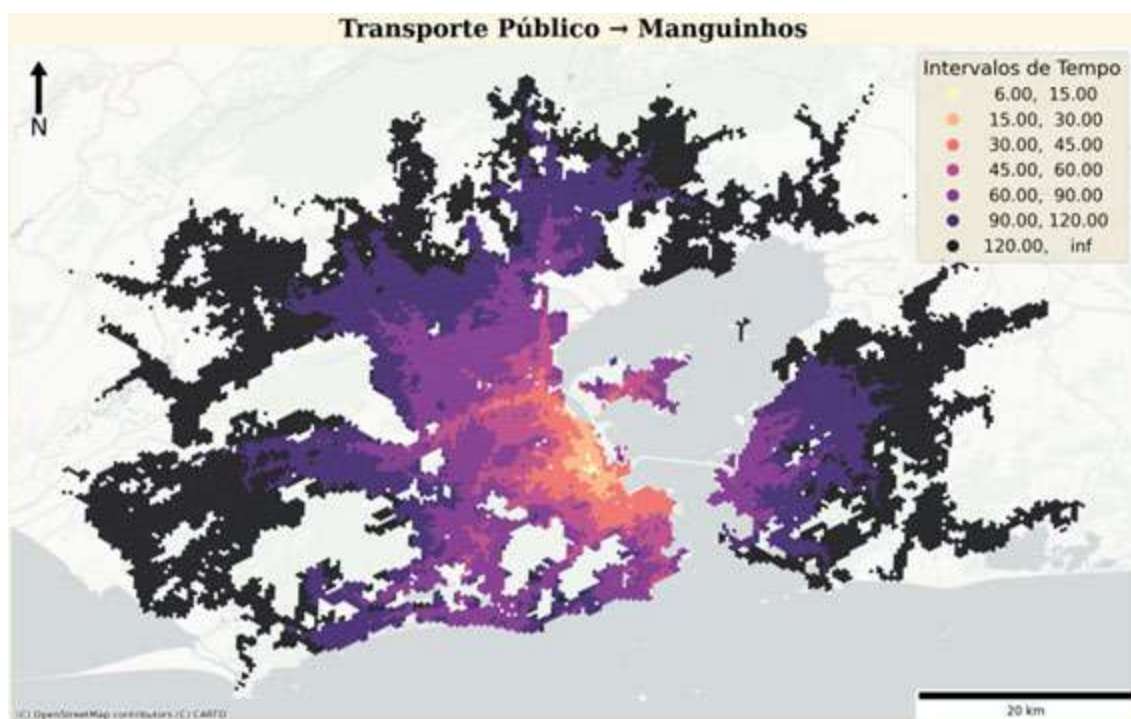 Transporte Público → Manguinhos
N
Intervalos de Tempo
6.00, 15.00
15.00, 30.00
30.00, 45.00
45.00, 60.00
60.00, 90.00
90.00, 120.00
120.00, inf
(C) OpenStreetMap contributors (C) CARTO
20 km